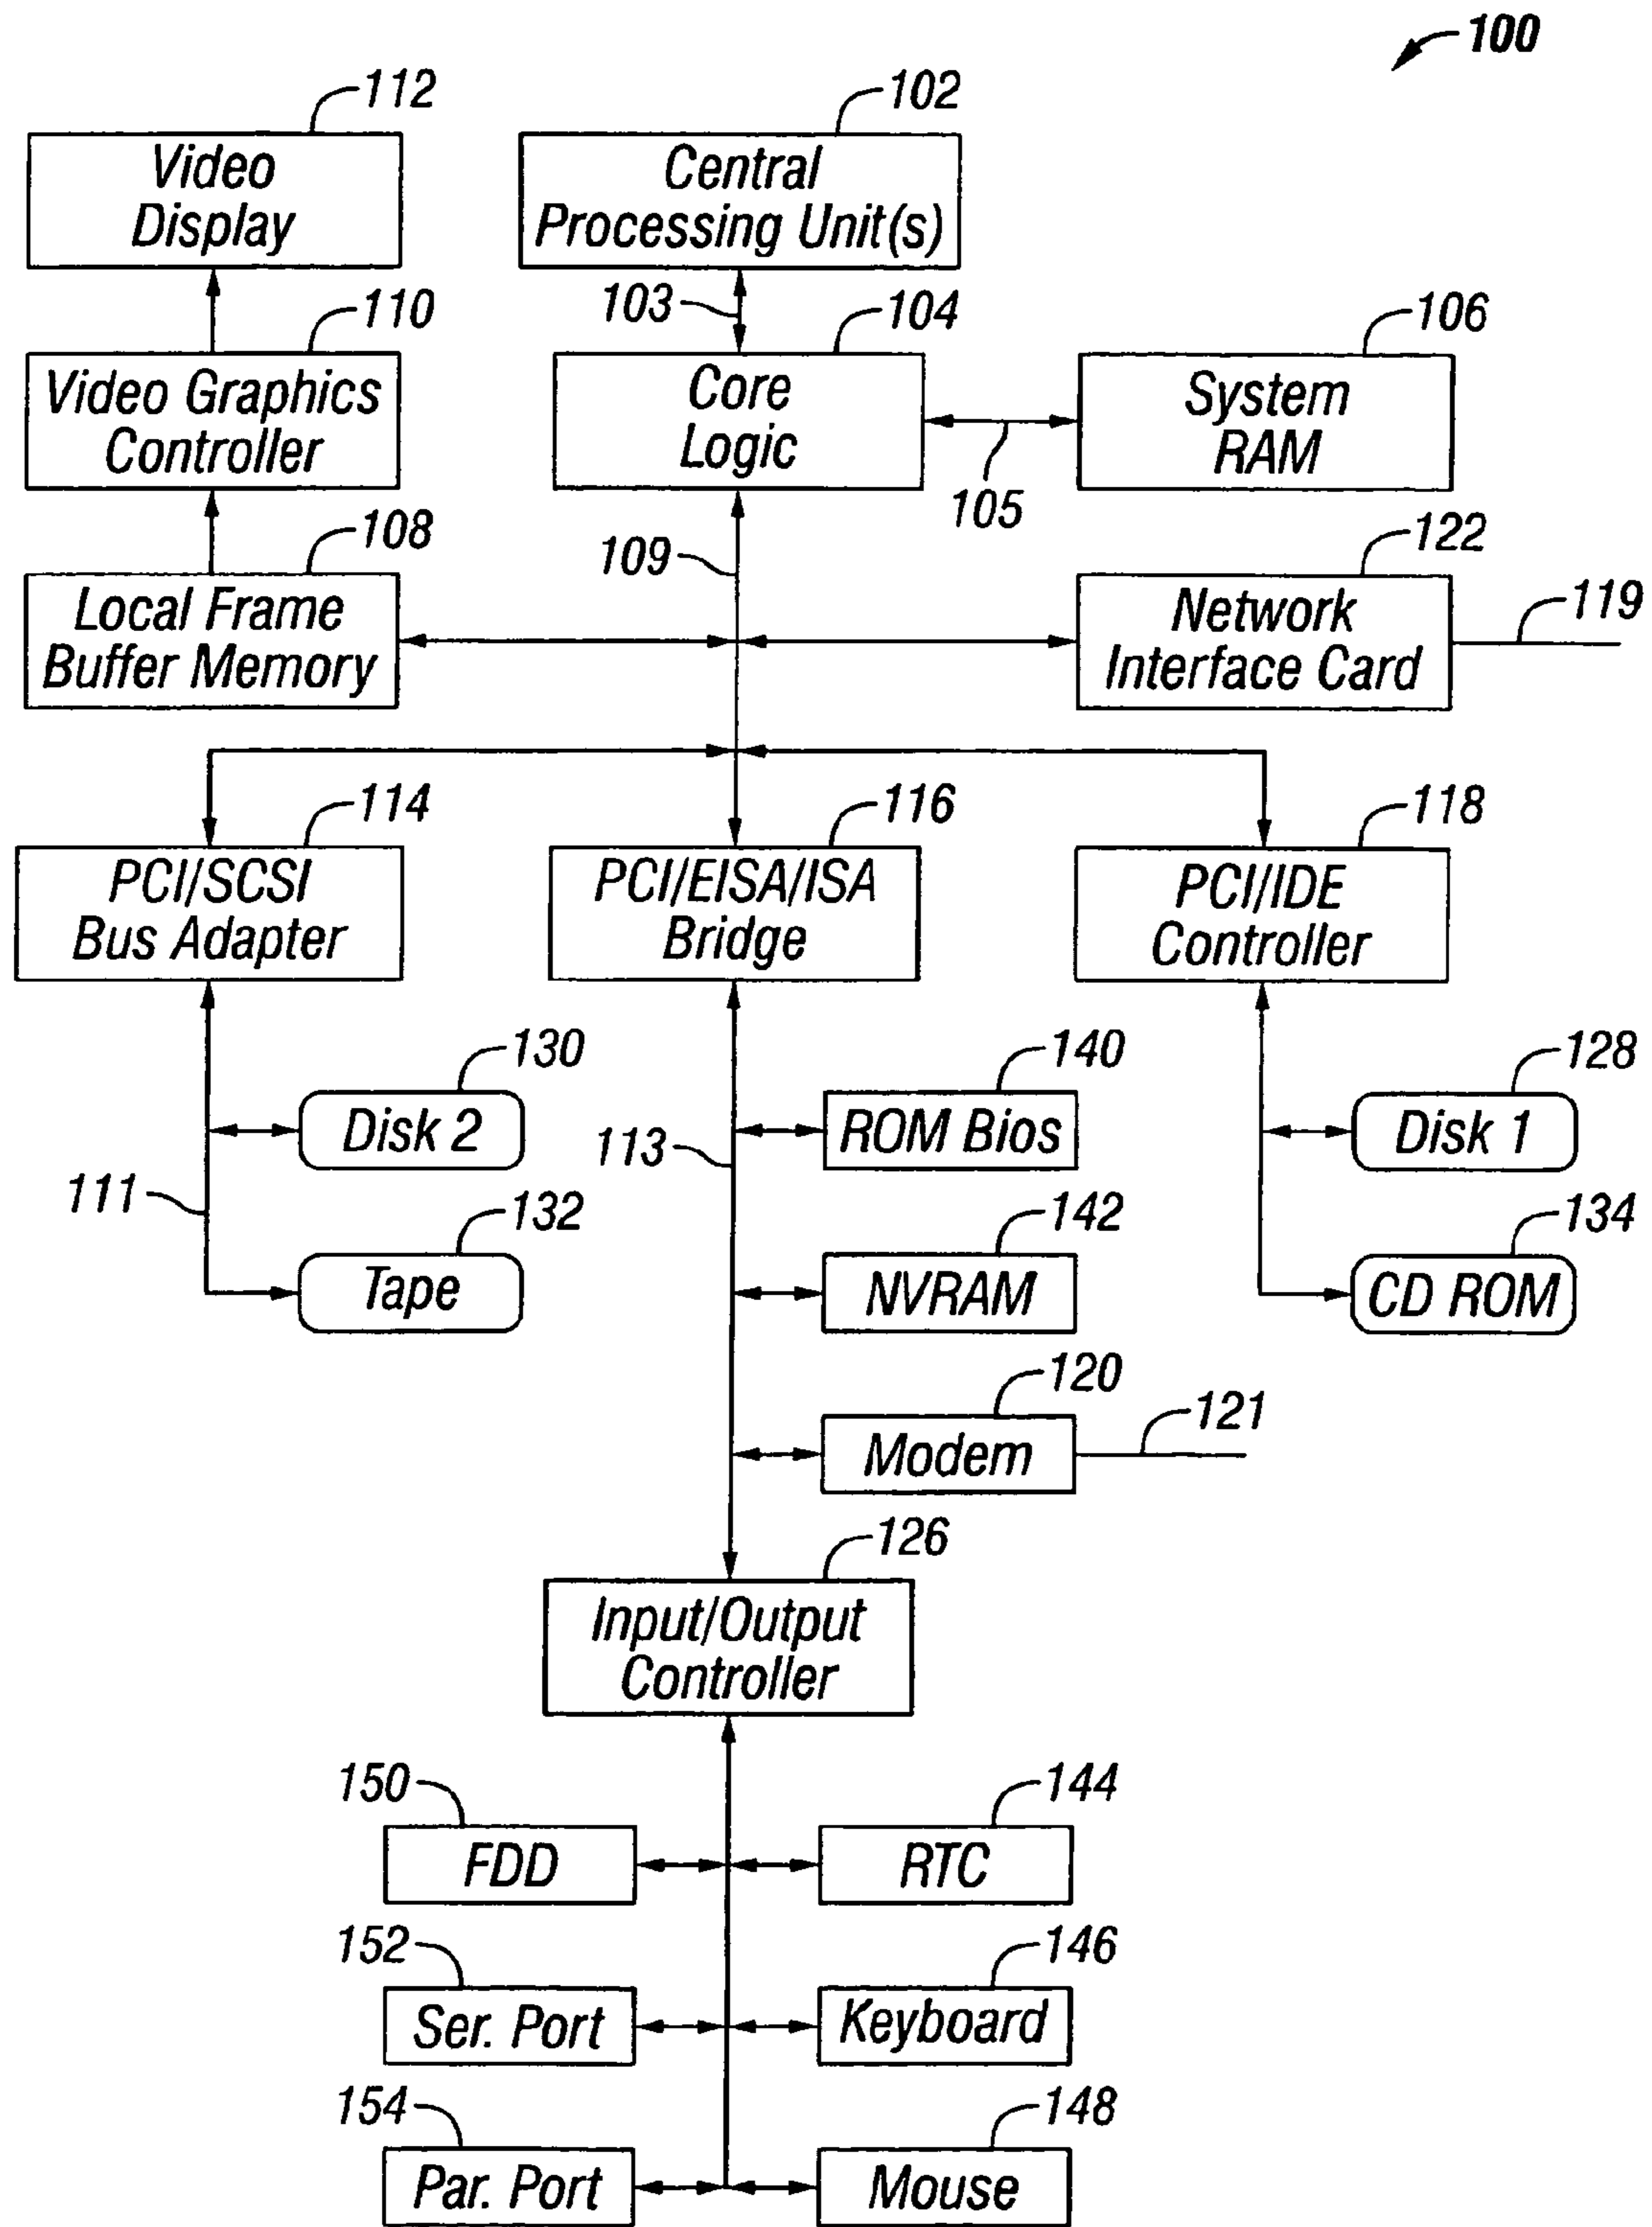 100
112
102
Video
Display
Central
Processing Unit(s)
103
110
104
106
Video Graphics
Controller
Core
Logic
System
RAM
105
108
109
122
119
Local Frame
Buffer Memory
Network
Interface Card
114
116
118
PCI/SCSI
Bus Adapter
PCI/EISA/ISA
Bridge
PCI/IDE
Controller
130
140
128
Disk 2
113
ROM Bios
Disk 1
111
132
142
134
Tape
NVRAM
CD ROM
120
121
Modem
126
Input/Output
Controller
150
144
FDD
RTC
152
146
Ser. Port
Keyboard
154
148
Par. Port
Mouse